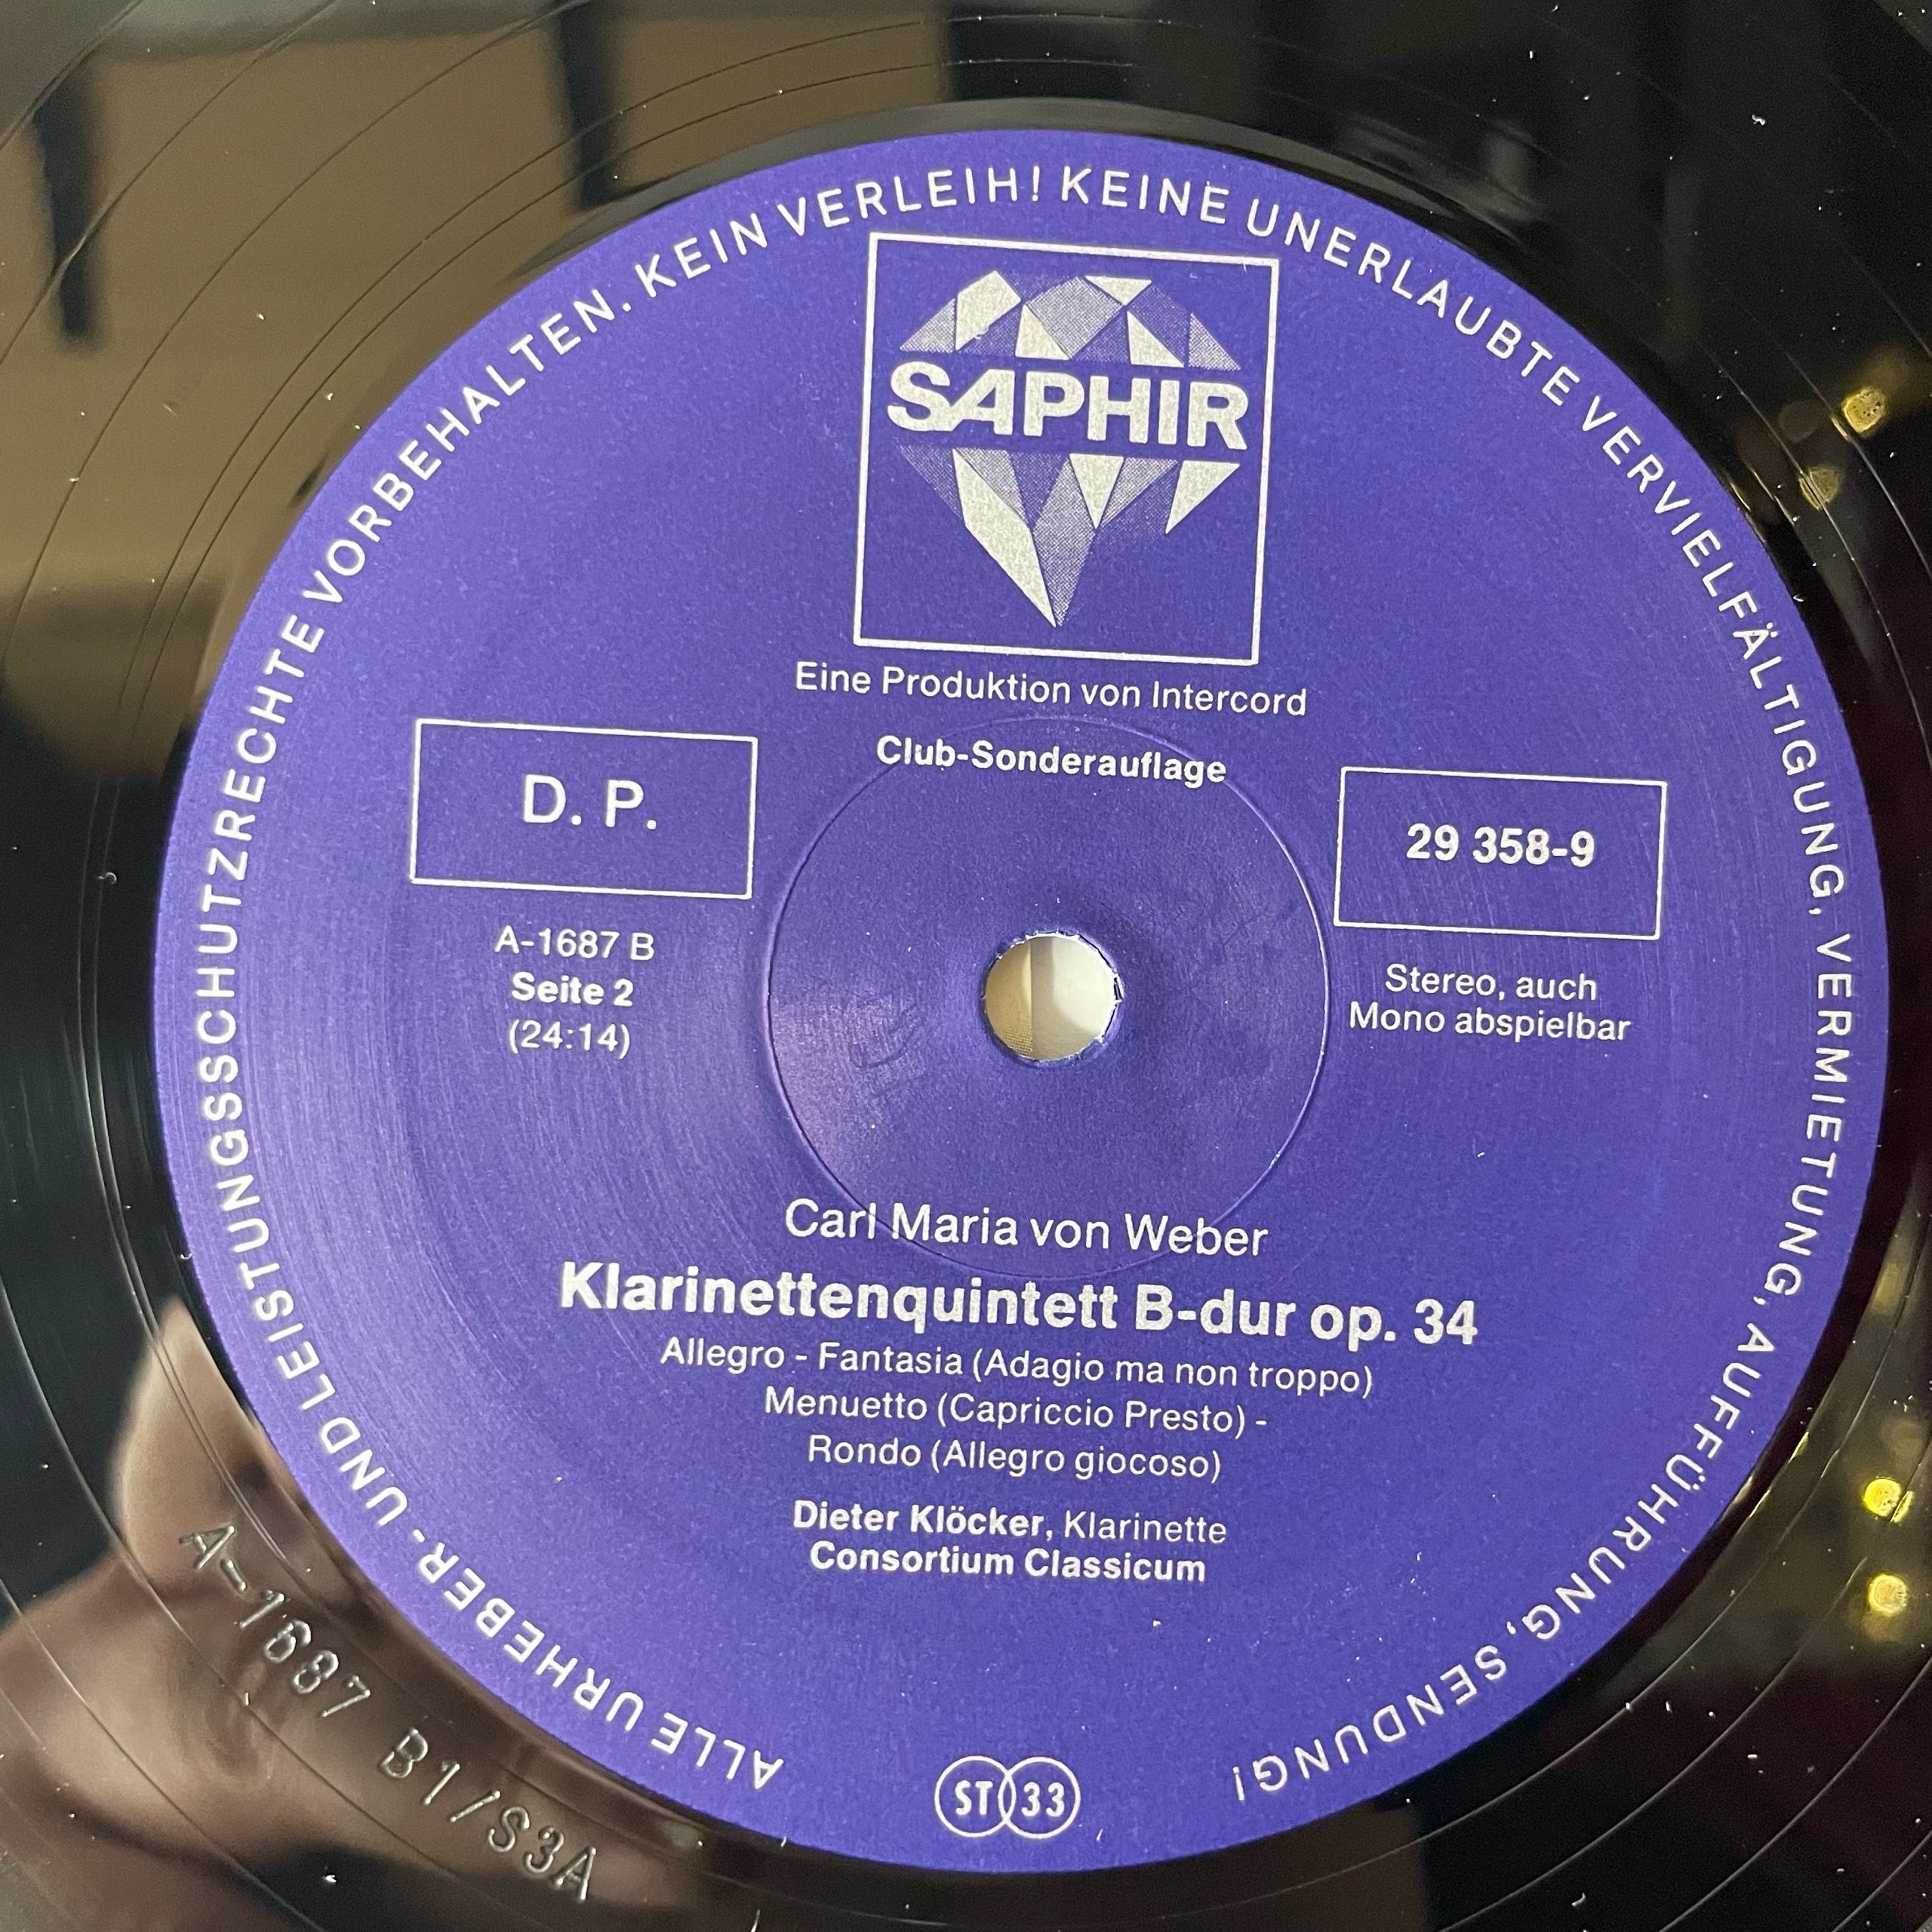 ALLE URHEBER- UND LEISTUNGSSCHUTZRECHTE VORBEHALTEN. KEIN VERLEIH! KEINE UNERLAUBTE VERVIELFÄLTIGUNG, VERMIETUNG, AUFFÜHRUNG, SENDUNG!
SAPHIR
Eine Produktion von Intercord
Club-Sonderauflage
D. P.
A-1687 B
Seite 2
(24:14)
29 358-9
Stereo, auch
Mono abspielbar
Carl Maria von Weber
Klarinettenquintett B-dur op. 34
Allegro - Fantasia (Adagio ma non troppo)
Menuetto (Capriccio Presto) -
Rondo (Allegro giocoso)
Dieter Klöcker, Klarinette
Consortium Classicum
ST 33
A-1687 B1/S3A